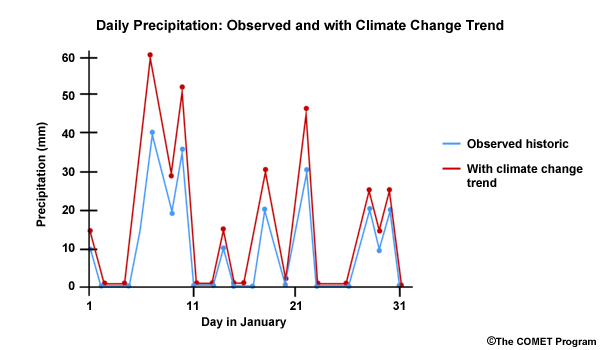 Daily Precipitation: Observed and with Climate Change Trend
Precipitation (mm)
60
50
40
30
20
10
0
1
11
21
31
Day in January
Observed historic
With climate change
trend
©The COMET Program